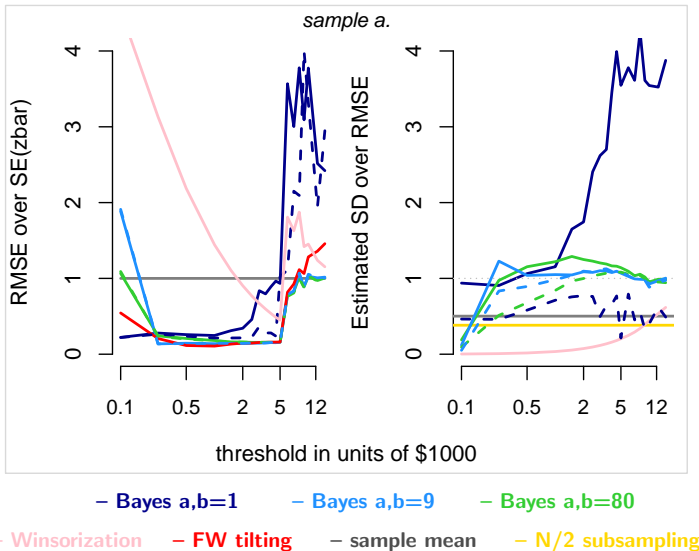 sample a.
RMSE over SE(zbar)
4
3
2
1
0
0.1 0.5 2 5 12
Estimated SD over RMSE
4
3
2
1
0
0.1 0.5 2 5 12
threshold in units of $1000
– Bayes a,b=1 – Bayes a,b=9 – Bayes a,b=80
– Winsorization – FW tilting – sample mean – N/2 subsampling